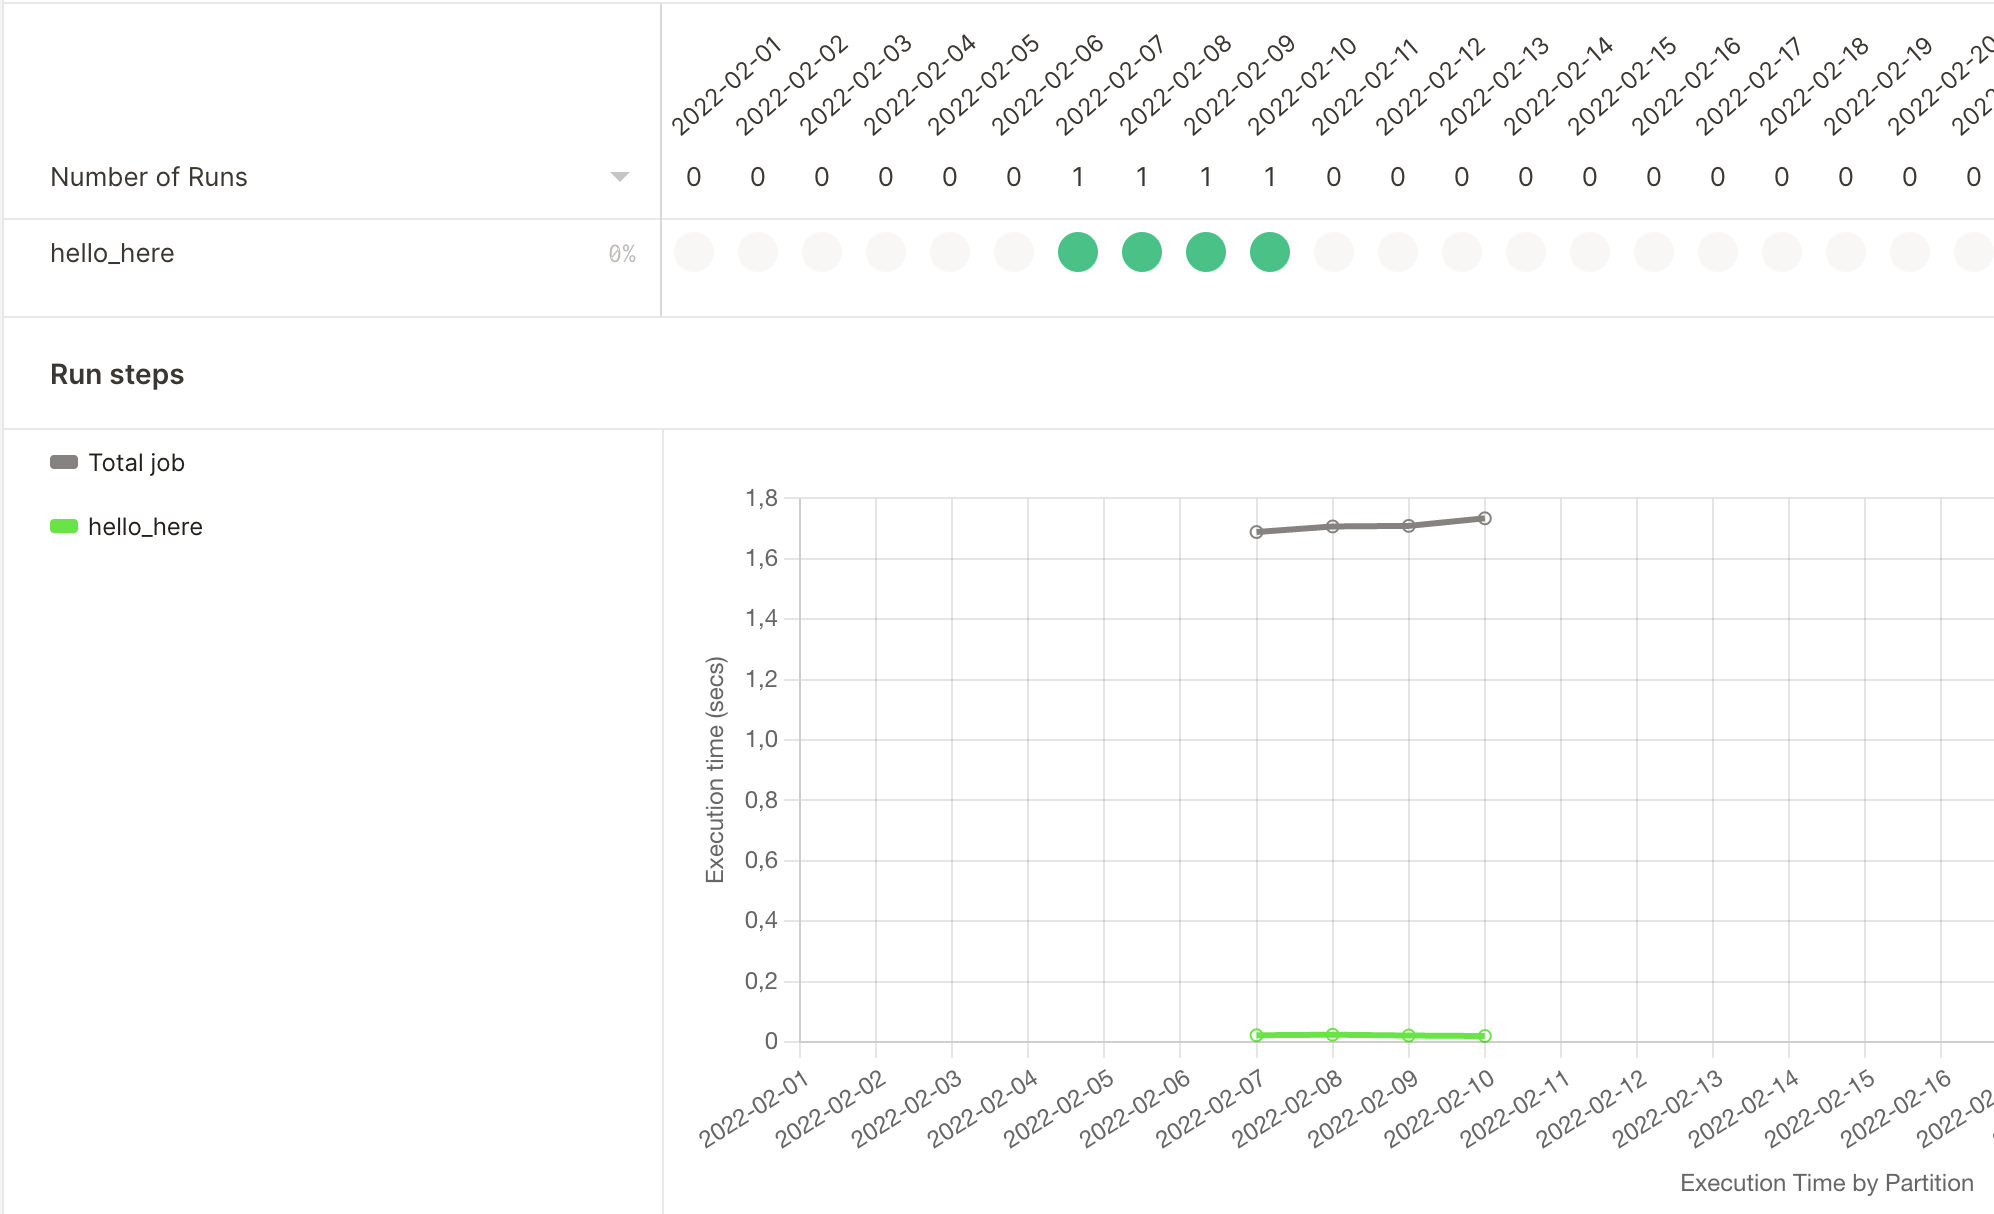 2022-02-01 2022-02-02 2022-02-03 2022-02-04 2022-02-05 2022-02-06 2022-02-07 2022-02-08 2022-02-09 2022-02-10 2022-02-11 2022-02-12 2022-02-13 2022-02-14 2022-02-15 2022-02-16 2022-02-17 2022-02-18 2022-02-19 2022-02-20 2022
Number of Runs 0 0 0 0 0 0 1 1 1 1 0 0 0 0 0 0 0 0 0 0 0
hello_here 0%
Run steps
Total job
hello_here
Execution time (secs)
1,8
1,6
1,4
1,2
1,0
0,8
0,6
0,4
0,2
0
2022-02-01 2022-02-02 2022-02-03 2022-02-04 2022-02-05 2022-02-06 2022-02-07 2022-02-08 2022-02-09 2022-02-10 2022-02-11 2022-02-12 2022-02-13 2022-02-14 2022-02-15 2022-02-16 2022-02
Execution Time by Partition